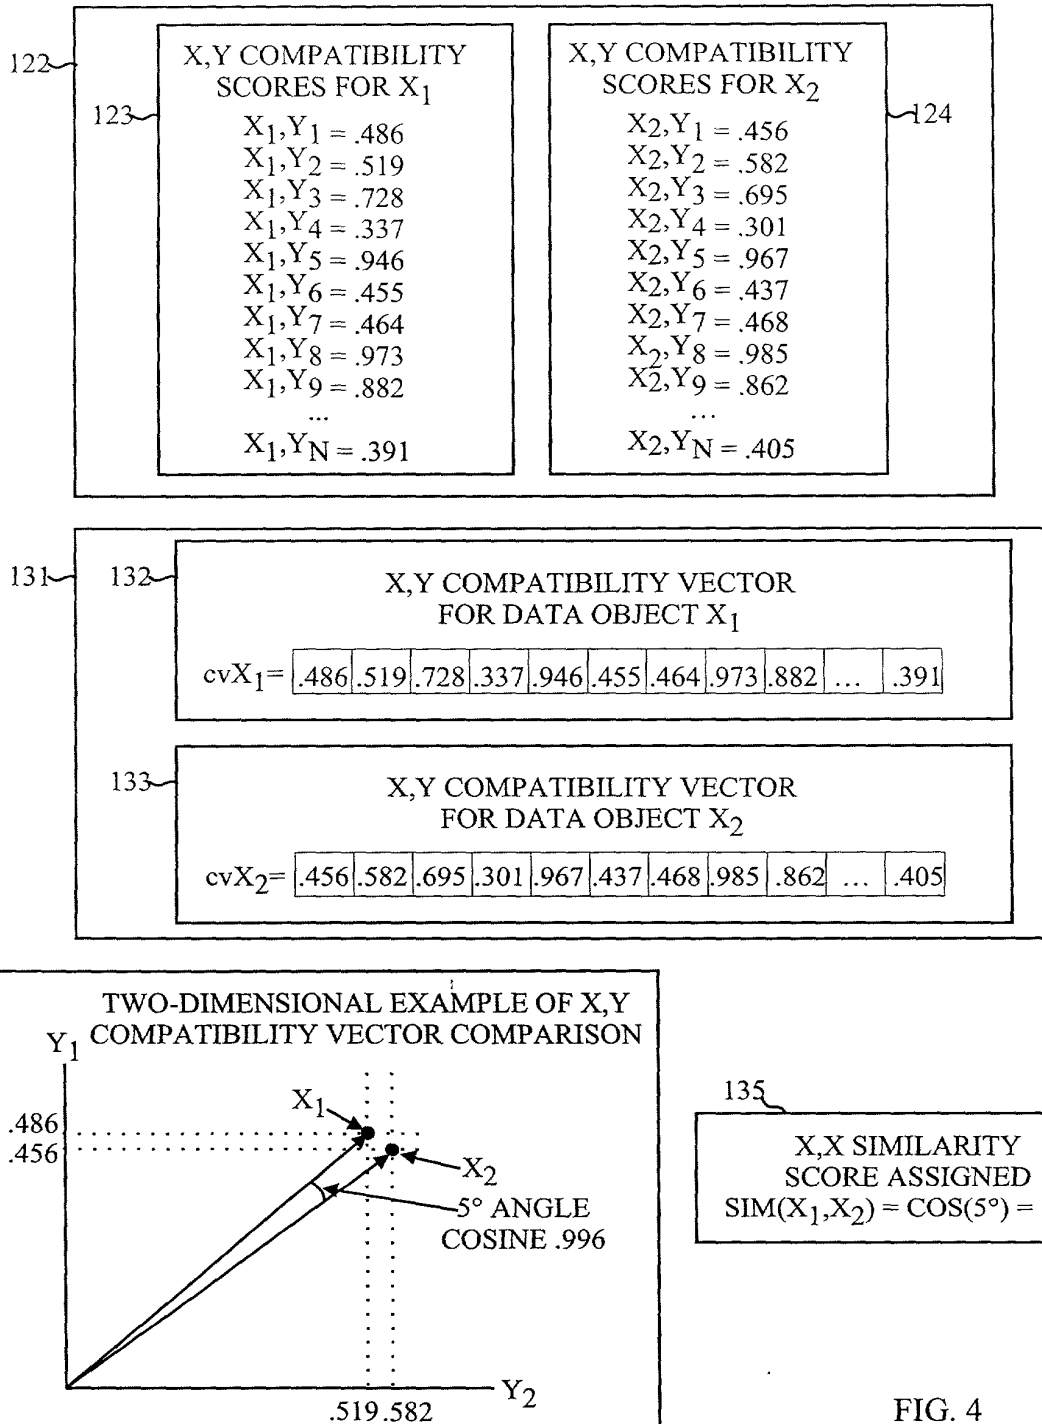 122
123
X,Y COMPATIBILITY
SCORES FOR X1
X1,Y1 = .486
X1,Y2 = .519
X1,Y3 = .728
X1,Y4 = .337
X1,Y5 = .946
X1,Y6 = .455
X1,Y7 = .464
X1,Y8 = .973
X1,Y9 = .882
...
X1,YN = .391
124
X,Y COMPATIBILITY
SCORES FOR X2
X2,Y1 = .456
X2,Y2 = .582
X2,Y3 = .695
X2,Y4 = .301
X2,Y5 = .967
X2,Y6 = .437
X2,Y7 = .468
X2,Y8 = .985
X2,Y9 = .862
...
X2,YN = .405
131
132
X,Y COMPATIBILITY VECTOR
FOR DATA OBJECT X1
cvX1= .486 .519 .728 .337 .946 .455 .464 .973 .882 ... .391
133
X,Y COMPATIBILITY VECTOR
FOR DATA OBJECT X2
cvX2= .456 .582 .695 .301 .967 .437 .468 .985 .862 ... .405
TWO-DIMENSIONAL EXAMPLE OF X,Y
COMPATIBILITY VECTOR COMPARISON
Y1
X1
.486
.456
X2
5° ANGLE
COSINE .996
Y2
.519 .582
135
X,X SIMILARITY
SCORE ASSIGNED
SIM(X1,X2) = COS(5°) =
FIG. 4